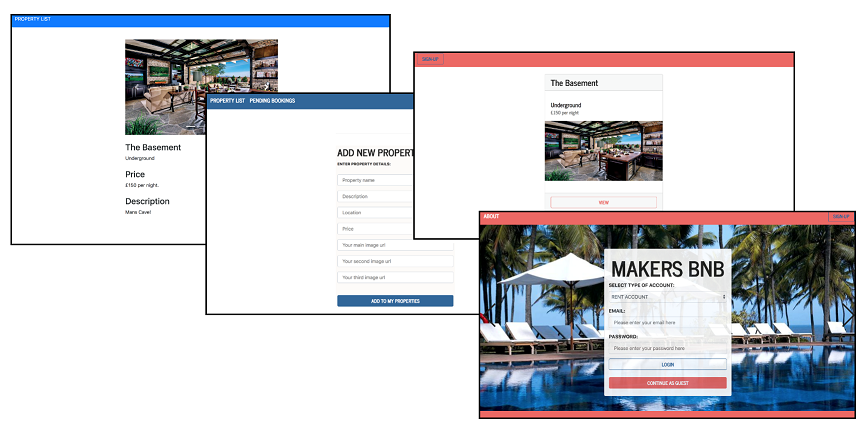 PROPERTY LIST
The Basement
Underground
Price
£150 per night.
Description
Mans Cave!
PROPERTY LIST PENDING BOOKINGS
ADD NEW PROPERT
ENTER PROPERTY DETAILS:
Property name
Description
Location
Price
Your main image url
Your second image url
Your third image url
ADD TO MY PROPERTIES
SIGN UP
The Basement
Underground
£150 per night
VIEW
ABOUT
SIGN UP
MAKERS BNB
SELECT TYPE OF ACCOUNT:
RENT ACCOUNT
EMAIL:
Please enter your email here
PASSWORD:
Please enter your password here
LOGIN
CONTINUE AS GUEST